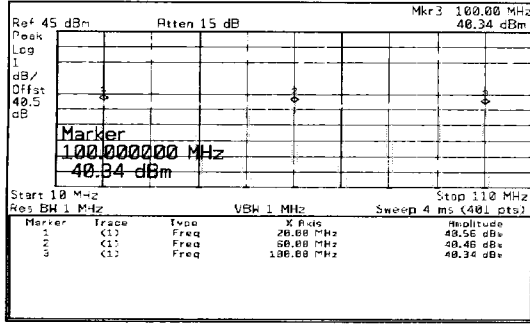 Mkr3 100.00 MHz
Ref 45 dBm Atten 15 dB 40.34 dBm
Peak
Log
1
dB/
Offst
40.5
dB
1 2 3
Marker
100.000000 MHz
40.34 dBm
Start 10 MHz Stop 110 MHz
Res BW 1 MHz VBW 1 MHz Sweep 4 ms (401 pts)
Marker Trace Type X Axis Amplitude
1 (1) Freq 20.00 MHz 40.56 dBm
2 (1) Freq 60.00 MHz 40.46 dBm
3 (1) Freq 100.00 MHz 40.34 dBm